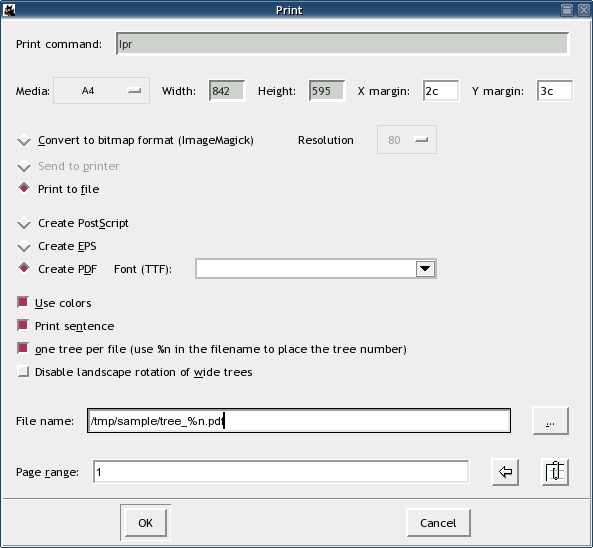 Print
Print command: lpr
Media: A4 Width: 842 Height: 595 X margin: 2c Y margin: 3c
Convert to bitmap format (ImageMagick) Resolution 80
Send to printer
Print to file
Create PostScript
Create EPS
Create PDF Font (TTF):
Use colors
Print sentence
one tree per file (use %n in the filename to place the tree number)
Disable landscape rotation of wide trees
File name: /tmp/sample/tree_%n.pdf ...
Page range: 1
OK Cancel